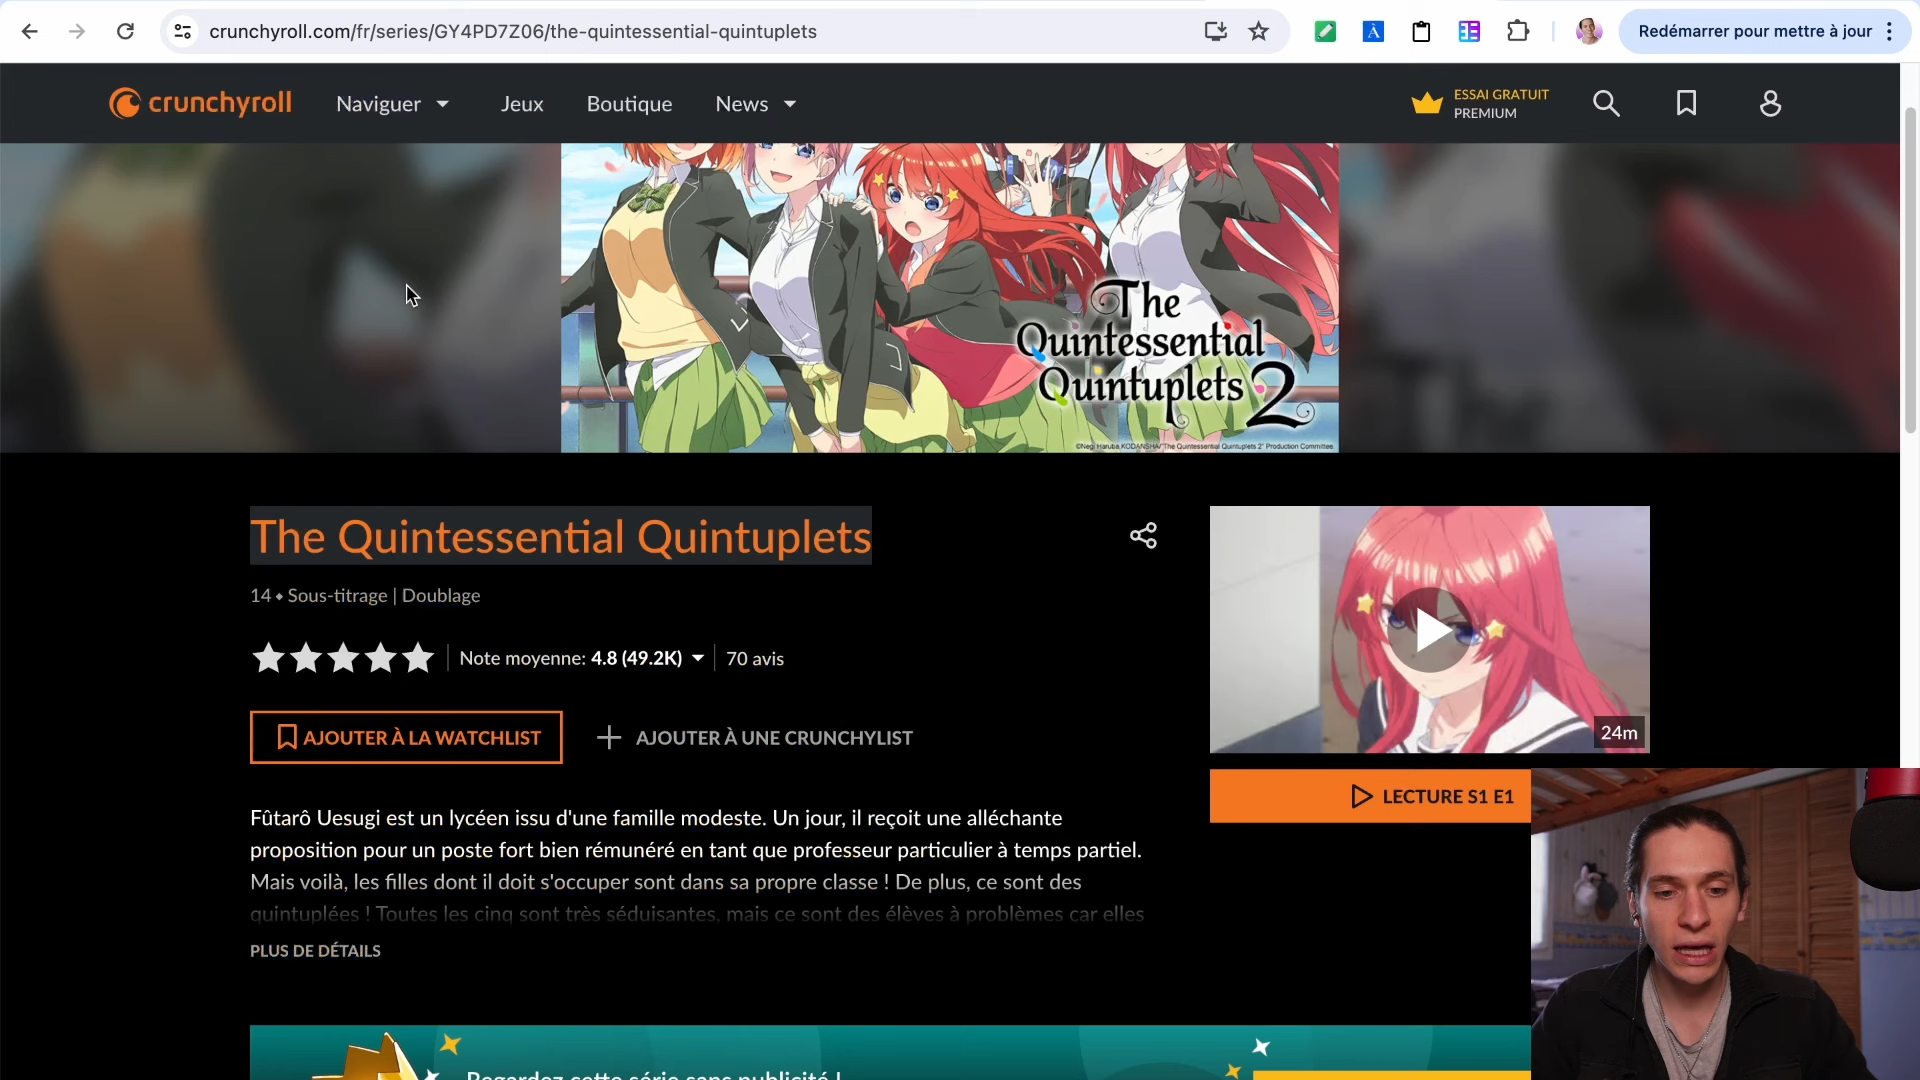 crunchyroll.com/fr/series/GY4PD7Z06/the-quintessential-quintuplets
Redémarrer pour mettre à jour
crunchyroll
Naviguer
Jeux
Boutique
News
ESSAI GRATUIT
PREMIUM
The
Quintessential
Quintuplets 2
©Negi Haruba,KODANSHA/"The Quintessential Quintuplets 2" Production Committee.
The Quintessential Quintuplets
14 ⬩ Sous-titrage | Doublage
Note moyenne: 4.8 (49.2K)
70 avis
AJOUTER À LA WATCHLIST
AJOUTER À UNE CRUNCHYLIST
24m
LECTURE S1 E1
Fûtarô Uesugi est un lycéen issu d'une famille modeste. Un jour, il reçoit une alléchante
proposition pour un poste fort bien rémunéré en tant que professeur particulier à temps partiel.
Mais voilà, les filles dont il doit s'occuper sont dans sa propre classe ! De plus, ce sont des
quintuplées ! Toutes les cinq sont très séduisantes, mais ce sont des élèves à problèmes car elles
PLUS DE DÉTAILS
Regardez cette série sans publicité !